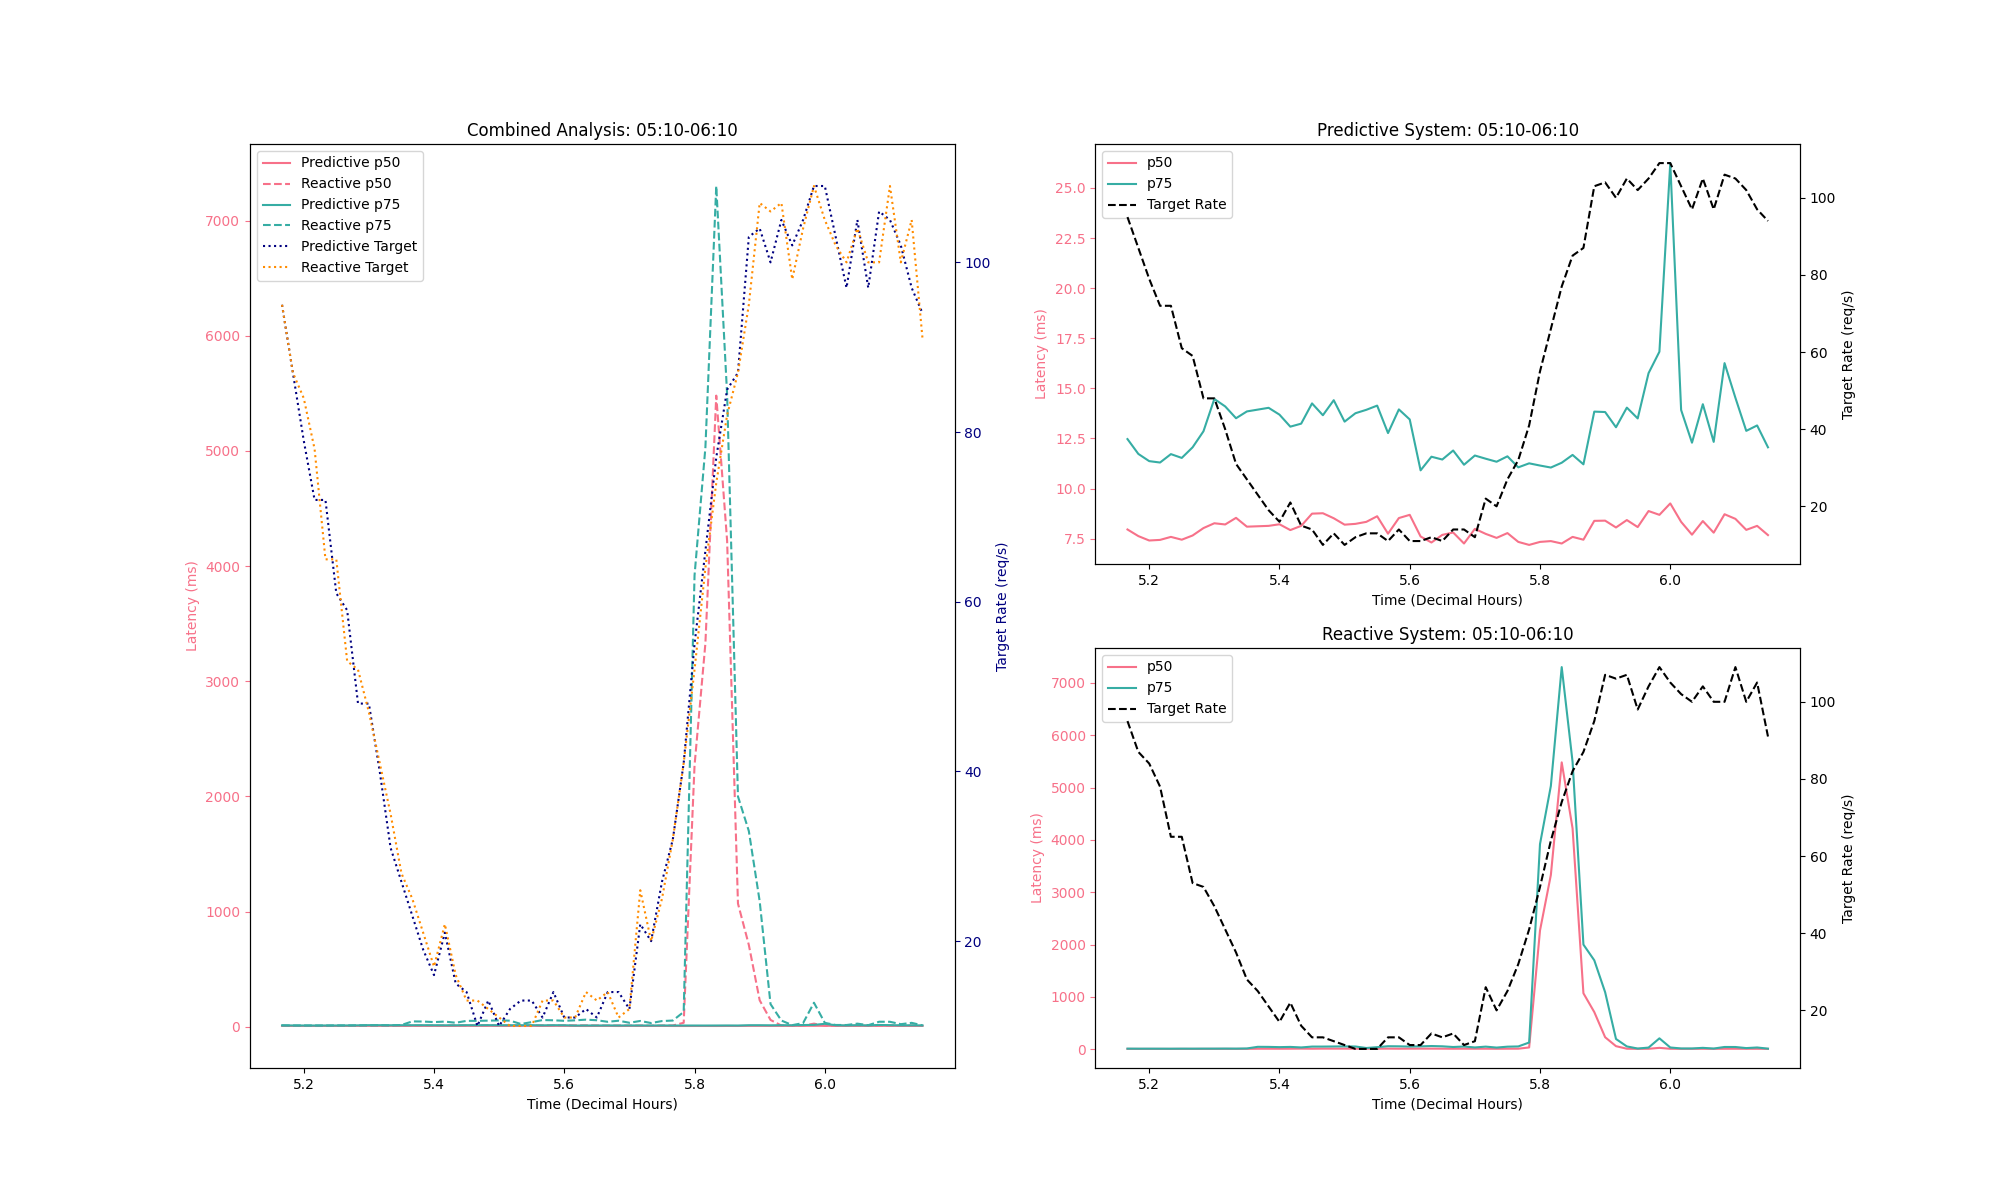 Combined Analysis: 05:10-06:10
Predictive p50
Reactive p50
Predictive p75
Reactive p75
Predictive Target
Reactive Target
7000
6000
5000
4000
3000
2000
1000
0
Latency (ms)
100
80
60
40
20
Target Rate (req/s)
5.2 5.4 5.6 5.8 6.0
Time (Decimal Hours)
Predictive System: 05:10-06:10
p50
p75
Target Rate
25.0
22.5
20.0
17.5
15.0
12.5
10.0
7.5
Latency (ms)
100
80
60
40
20
Target Rate (req/s)
5.2 5.4 5.6 5.8 6.0
Time (Decimal Hours)
Reactive System: 05:10-06:10
p50
p75
Target Rate
7000
6000
5000
4000
3000
2000
1000
0
Latency (ms)
100
80
60
40
20
Target Rate (req/s)
5.2 5.4 5.6 5.8 6.0
Time (Decimal Hours)